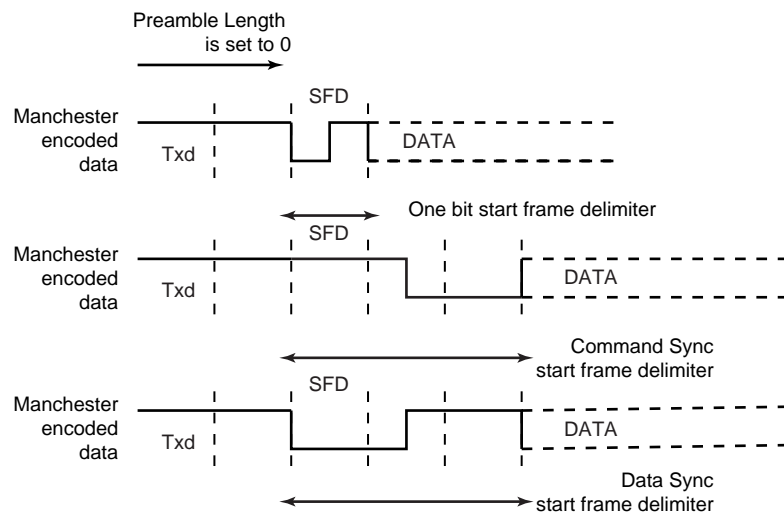 Preamble Length
is set to 0
SFD
Manchester
encoded
data
Txd
DATA
One bit start frame delimiter
SFD
Manchester
encoded
data
Txd
DATA
Command Sync
start frame delimiter
SFD
Manchester
encoded
data
Txd
DATA
Data Sync
start frame delimiter